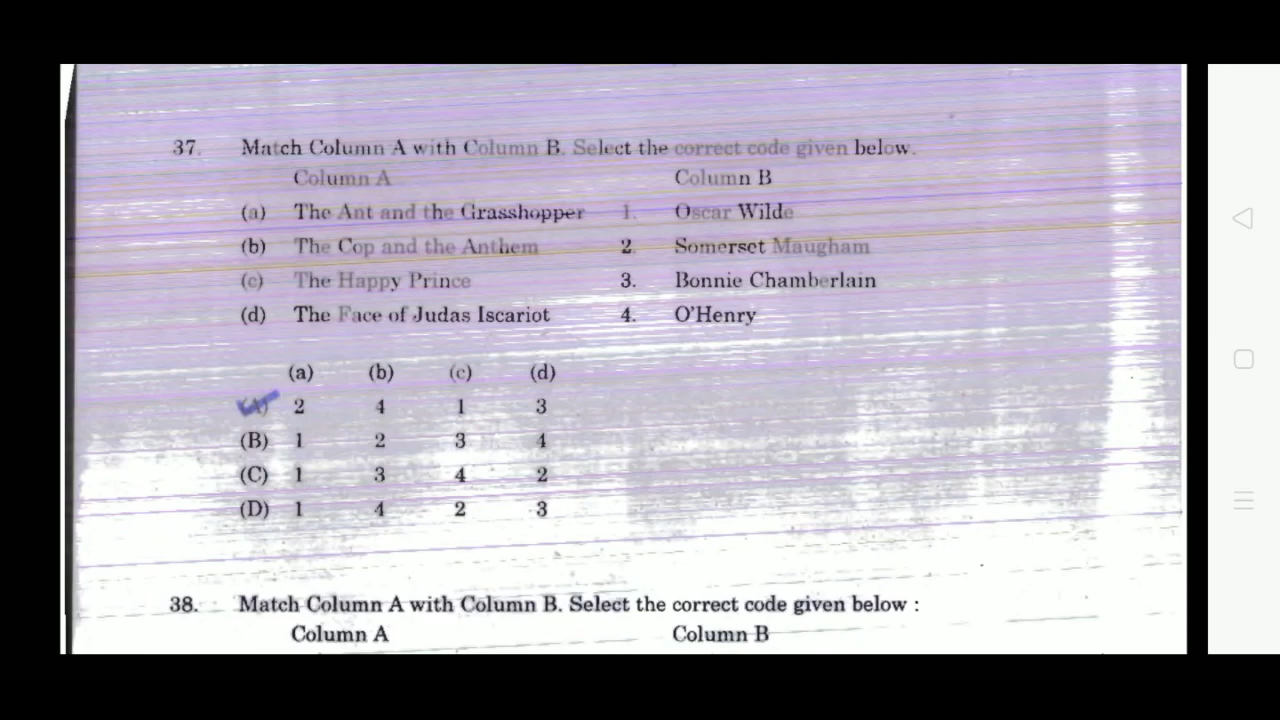 37. Match Column A with Column B. Select the correct code given below.
Column A Column B
(a) The Ant and the Grasshopper 1. Oscar Wilde
(b) The Cop and the Anthem 2. Somerset Maugham
(c) The Happy Prince 3. Bonnie Chamberlain
(d) The Face of Judas Iscariot 4. O'Henry
(a) (b) (c) (d)
(A) 2 4 1 3
(B) 1 2 3 4
(C) 1 3 4 2
(D) 1 4 2 3
38. Match Column A with Column B. Select the correct code given below :
Column A Column B